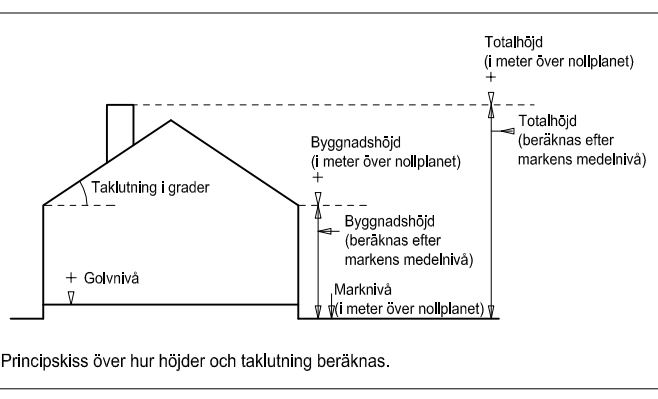 Totalhöjd
(i meter över nollplanet)
+
Totalhöjd
(beräknas efter
markens medelnivå)
Byggnadshöjd
(i meter över nollplanet)
+
Taklutning i grader
Byggnadshöjd
(beräknas efter
markens medelnivå)
+ Golvnivå
Marknivå
(i meter över nollplanet)
Principskiss över hur höjder och taklutning beräknas.